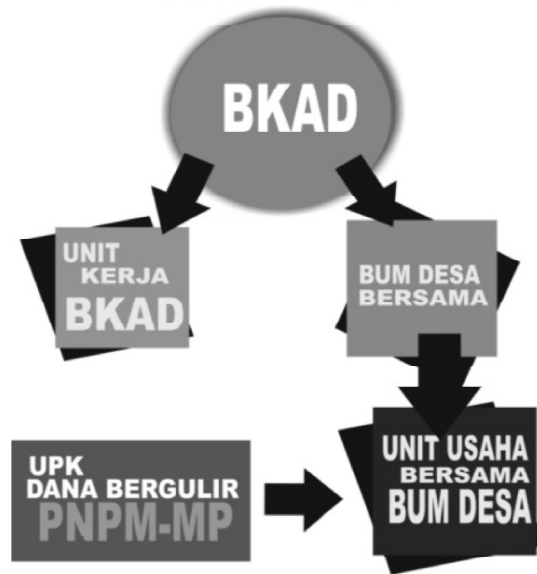 BKAD
UNIT
KERJA
BKAD
BUM DESA
BERSAMA
UPK
DANA BERGULIR
PNPM-MP
UNIT USAHA
BERSAMA
BUM DESA